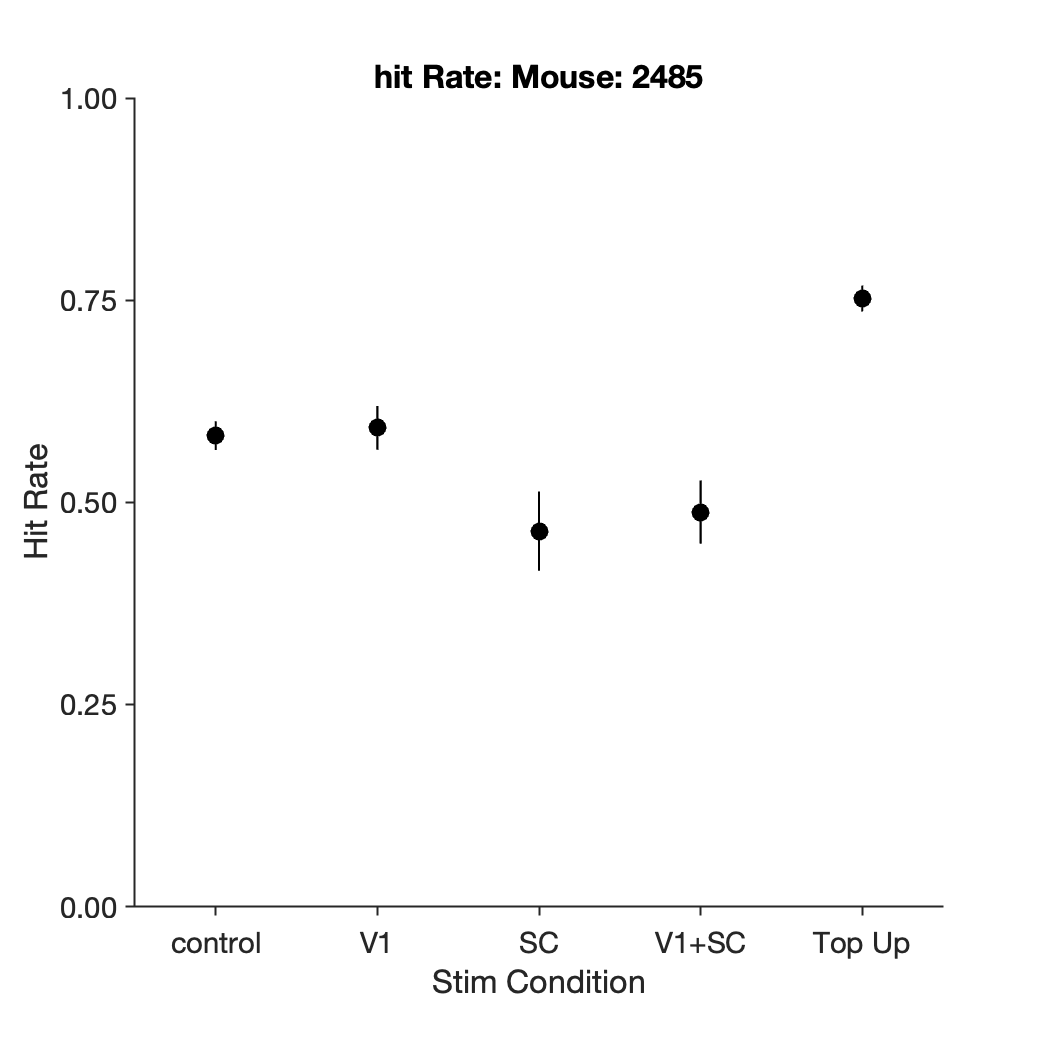 hit Rate: Mouse: 2485
1.00
0.75
0.50
0.25
0.00
Hit Rate
control V1 SC V1+SC Top Up
Stim Condition